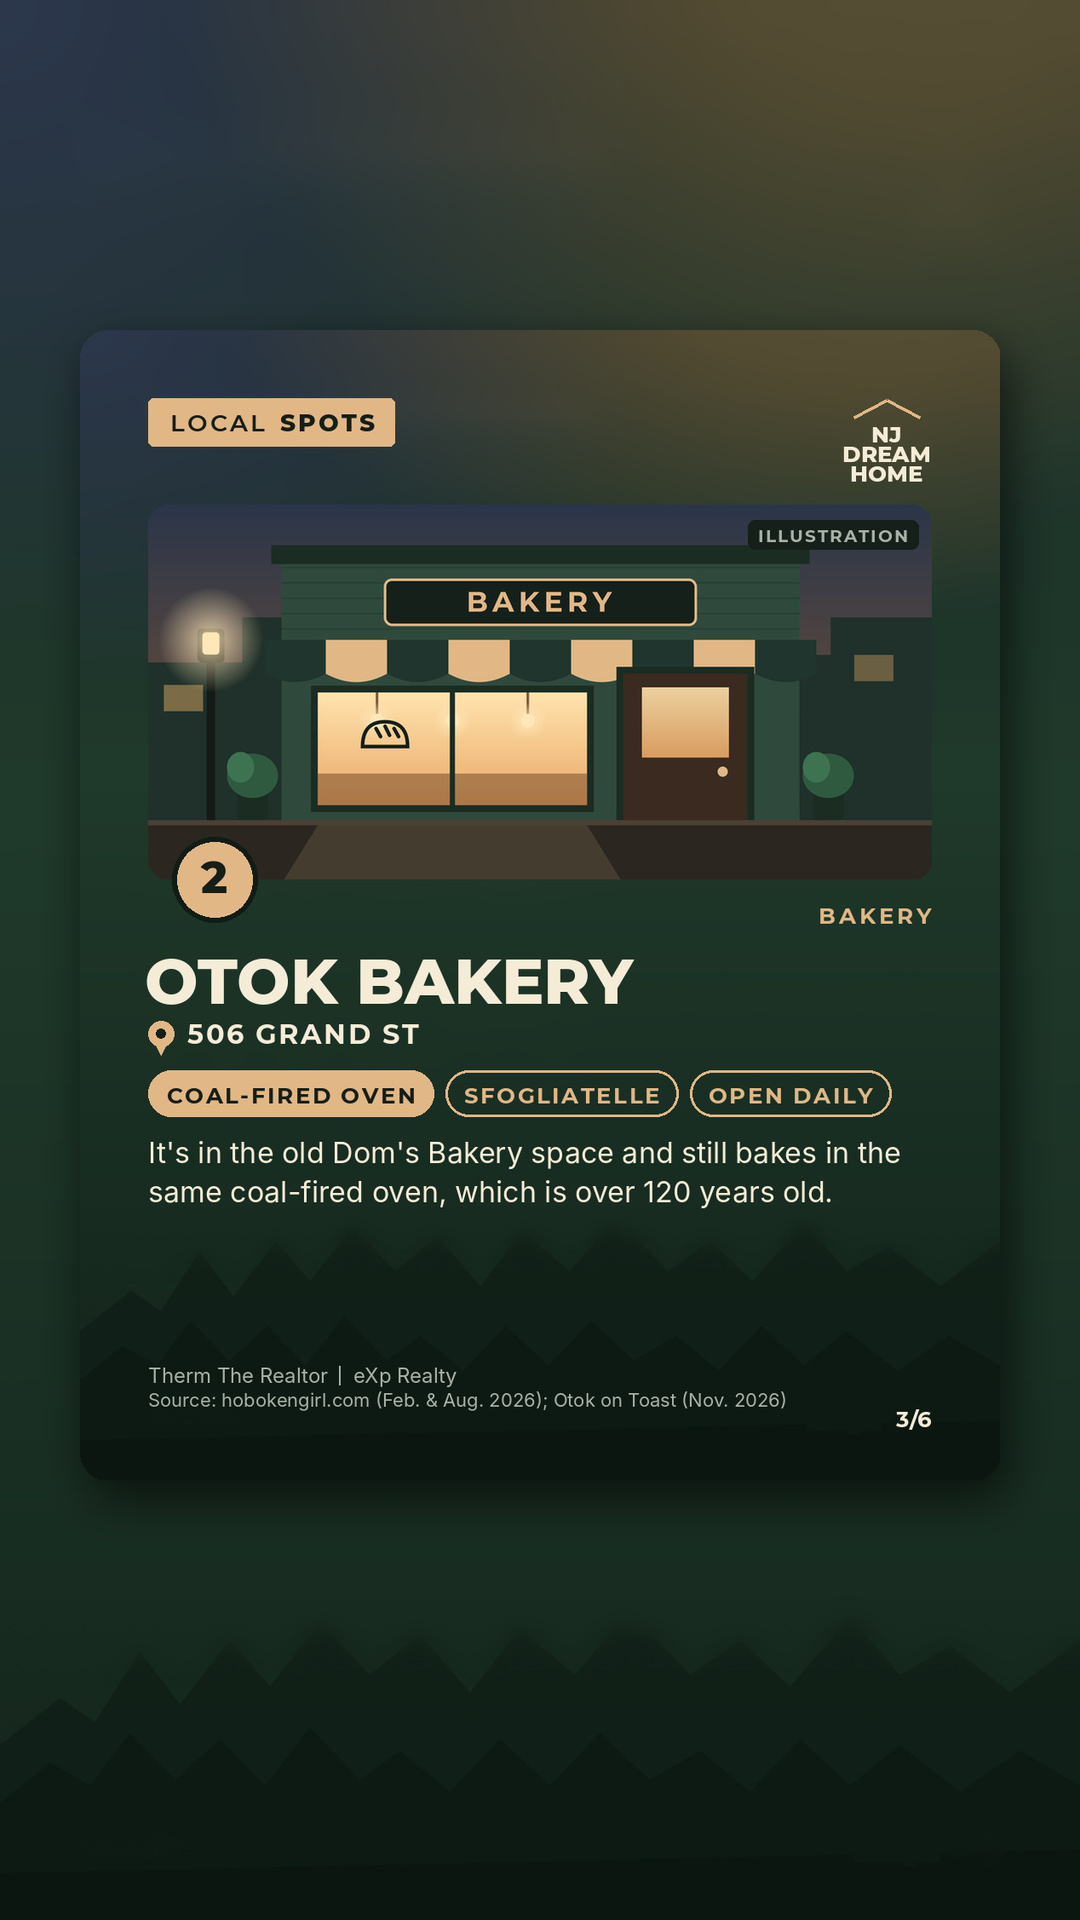 LOCAL SPOTS
NJ
DREAM
HOME
ILLUSTRATION
BAKERY
2
BAKERY
OTOK BAKERY
506 GRAND ST
COAL-FIRED OVEN
SFOGLIATELLE
OPEN DAILY
It's in the old Dom's Bakery space and still bakes in the
same coal-fired oven, which is over 120 years old.
Therm The Realtor | eXp Realty
Source: hobokengirl.com (Feb. & Aug. 2026); Otok on Toast (Nov. 2026)
3/6